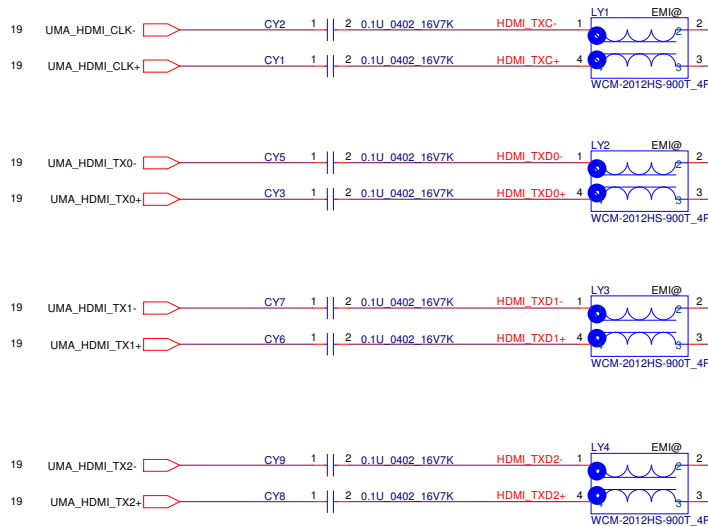 LY1 EMI@
19 UMA_HDMI_CLK- CY2 1 2 0.1U_0402_16V7K HDMI_TXC- 1 2 2
19 UMA_HDMI_CLK+ CY1 1 2 0.1U_0402_16V7K HDMI_TXC+ 4 3 3
WCM-2012HS-900T_4P
LY2 EMI@
19 UMA_HDMI_TX0- CY5 1 2 0.1U_0402_16V7K HDMI_TXD0- 1 2 2
19 UMA_HDMI_TX0+ CY3 1 2 0.1U_0402_16V7K HDMI_TXD0+ 4 3 3
WCM-2012HS-900T_4P
LY3 EMI@
19 UMA_HDMI_TX1- CY7 1 2 0.1U_0402_16V7K HDMI_TXD1- 1 2 2
19 UMA_HDMI_TX1+ CY6 1 2 0.1U_0402_16V7K HDMI_TXD1+ 4 3 3
WCM-2012HS-900T_4P
LY4 EMI@
19 UMA_HDMI_TX2- CY9 1 2 0.1U_0402_16V7K HDMI_TXD2- 1 2 2
19 UMA_HDMI_TX2+ CY8 1 2 0.1U_0402_16V7K HDMI_TXD2+ 4 3 3
WCM-2012HS-900T_4P